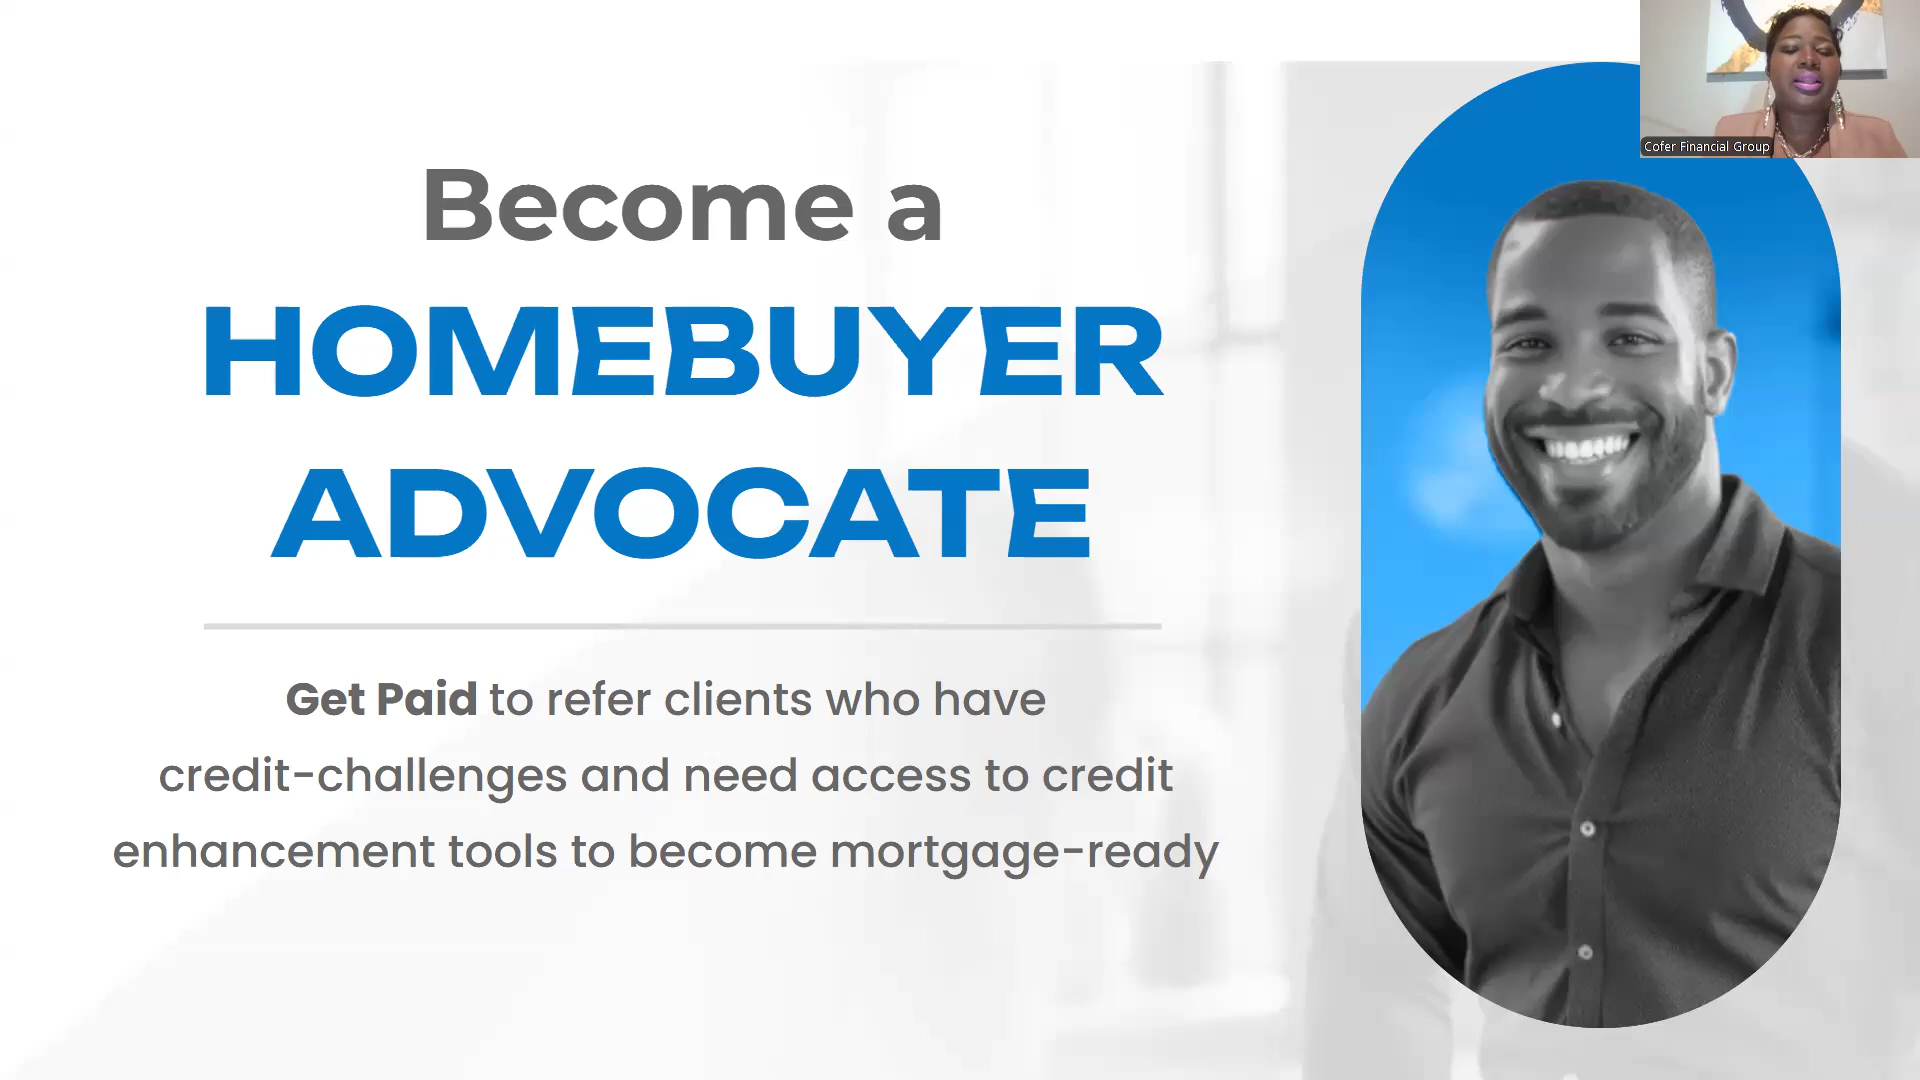 Become a
HOMEBUYER
ADVOCATE
Get Paid to refer clients who have
credit-challenges and need access to credit
enhancement tools to become mortgage-ready
Cofer Financial Group